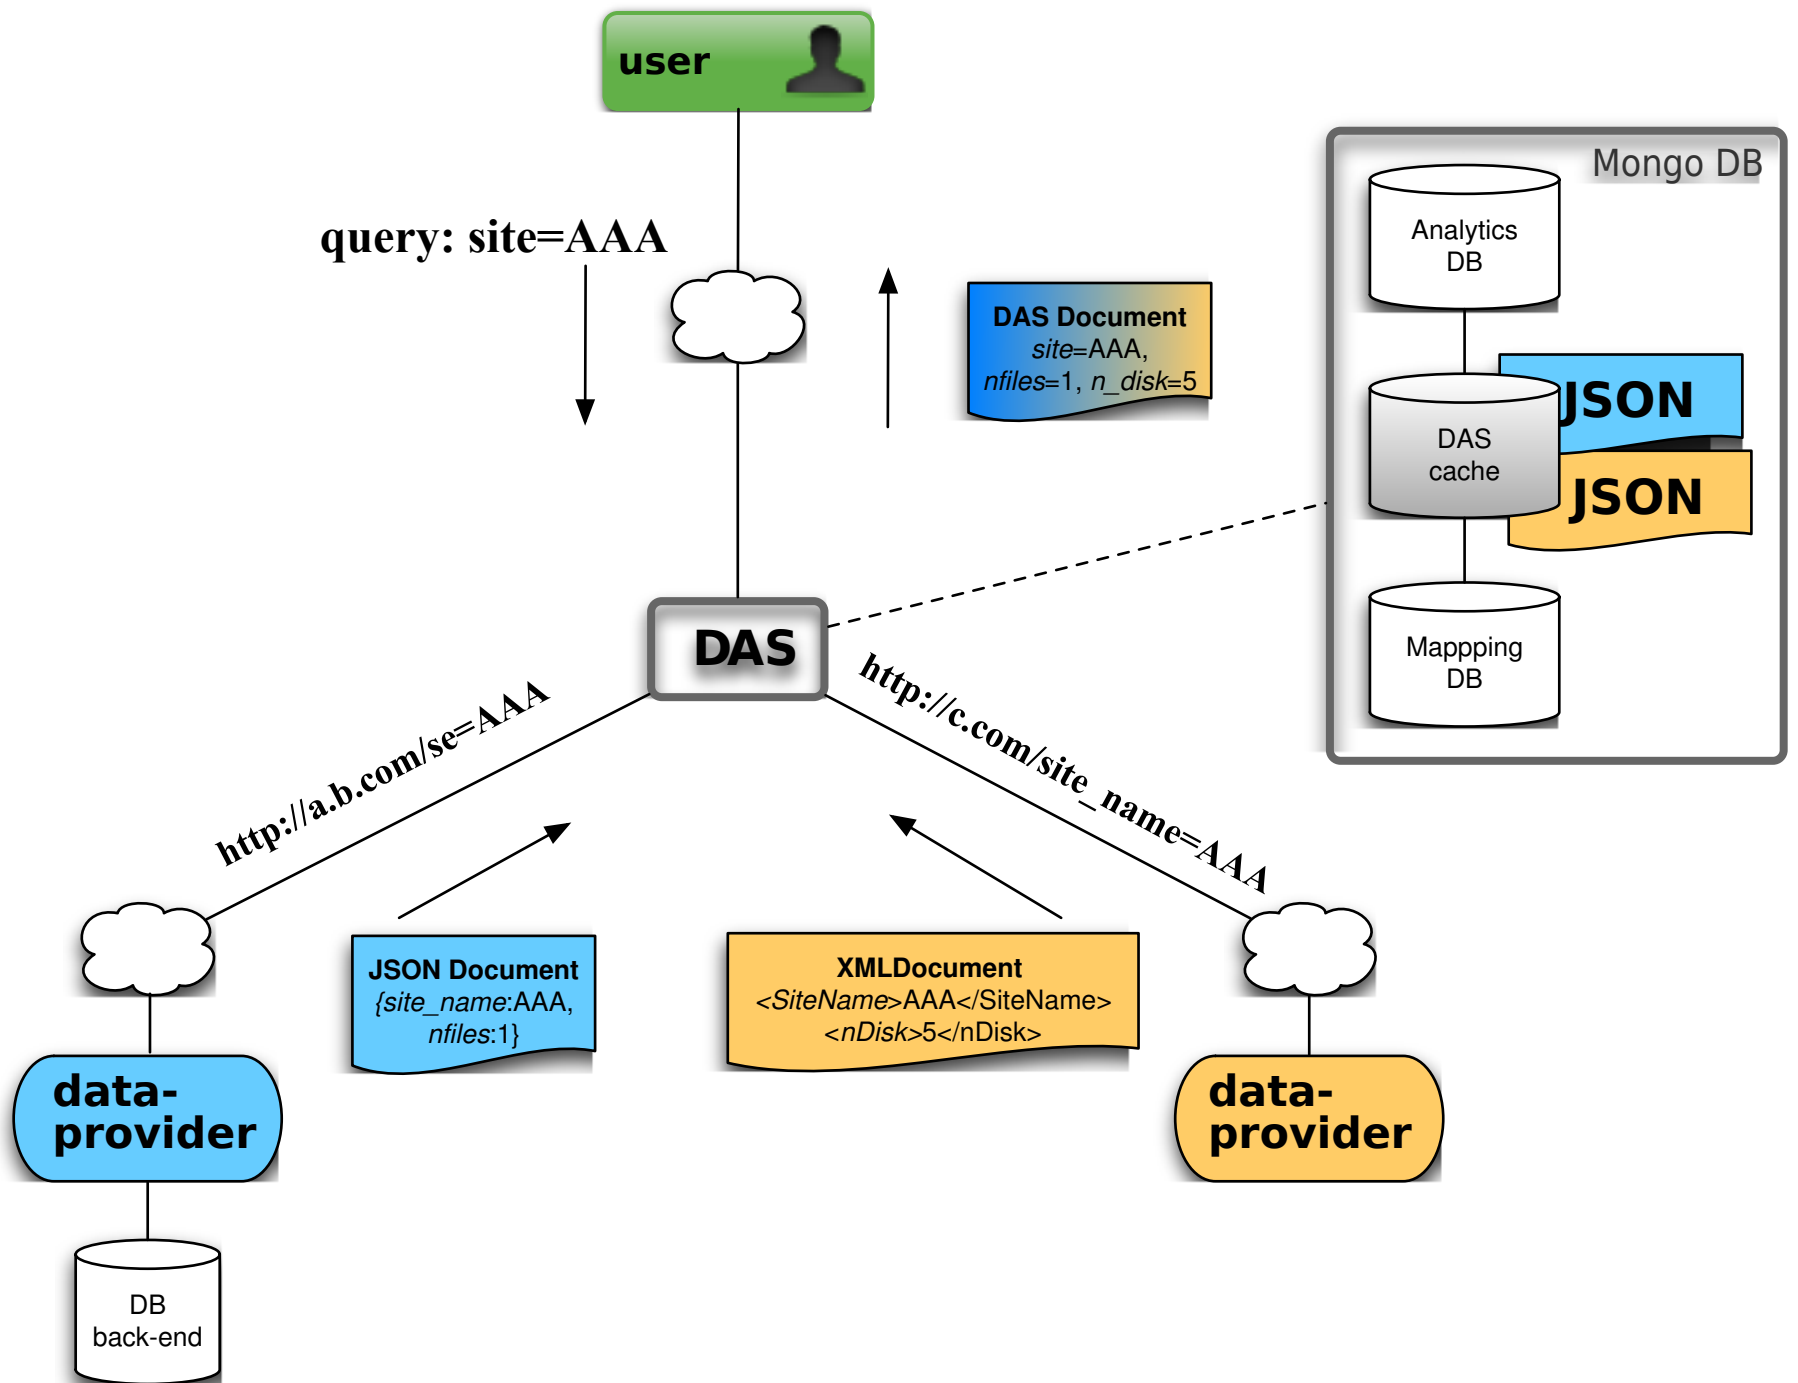 user
query: site=AAA
DAS Document
site=AAA,
nfiles=1, n_disk=5
Mongo DB
Analytics
DB
JSON
DAS
cache
JSON
Mappping
DB
DAS
http://a.b.com/se=AAA
http://c.com/site_name=AAA
JSON Document
{site_name:AAA,
nfiles:1}
XMLDocument
<SiteName>AAA</SiteName>
<nDisk>5</nDisk>
data-
provider
data-
provider
DB
back-end